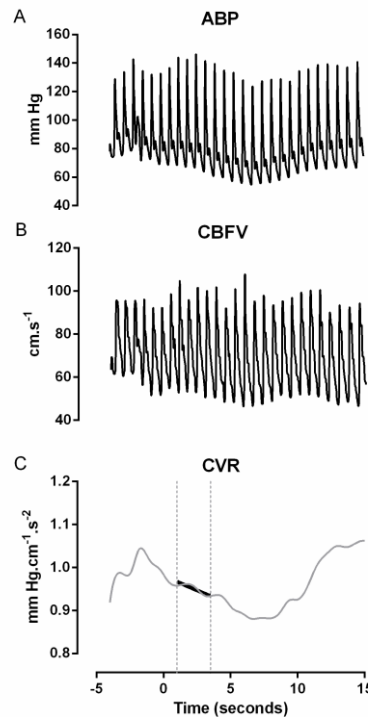 A
ABP
mm Hg
160
140
120
100
80
60
40
B
CBFV
cm.s⁻¹
120
100
80
60
40
C
CVR
mm Hg.cm⁻¹.s⁻²
1.2
1.1
1.0
0.9
0.8
-5 0 5 10 15
Time (seconds)